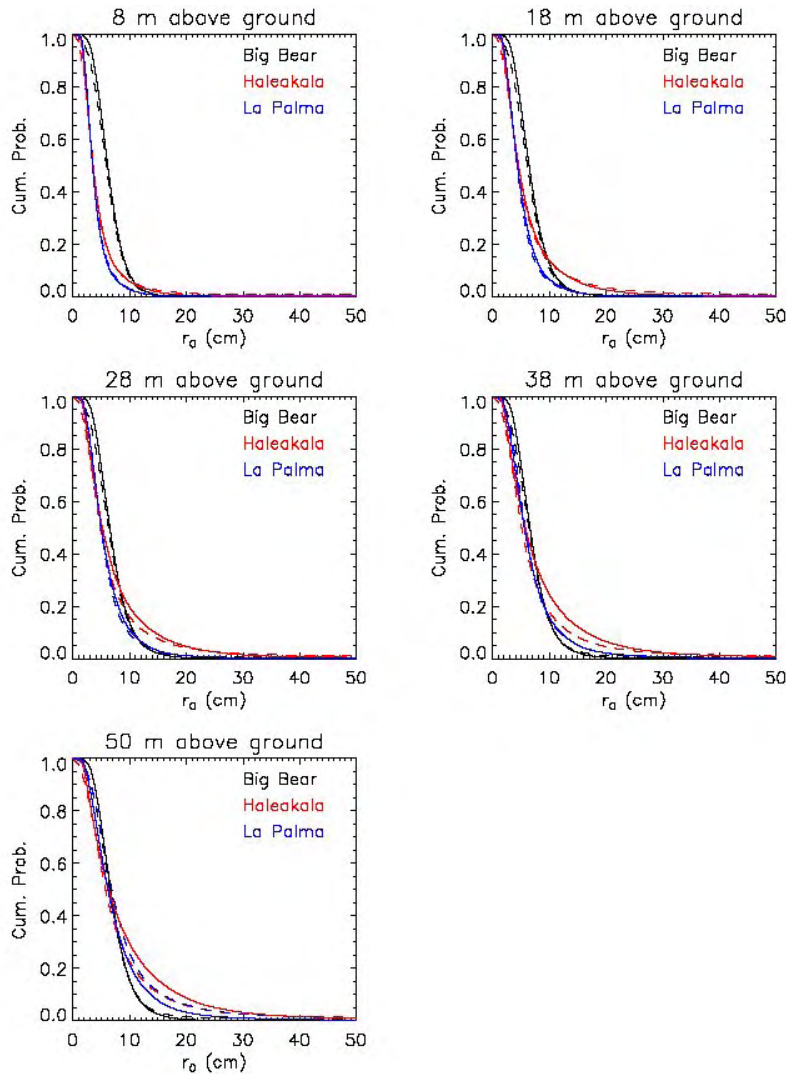 8 m above ground
1.0
0.8
0.6
0.4
0.2
0.0
Cum. Prob.
Big Bear
Haleakala
La Palma
0 10 20 30 40 50
r₀ (cm)
18 m above ground
1.0
0.8
0.6
0.4
0.2
0.0
Cum. Prob.
Big Bear
Haleakala
La Palma
0 10 20 30 40 50
r₀ (cm)
28 m above ground
1.0
0.8
0.6
0.4
0.2
0.0
Cum. Prob.
Big Bear
Haleakala
La Palma
0 10 20 30 40 50
r₀ (cm)
38 m above ground
1.0
0.8
0.6
0.4
0.2
0.0
Cum. Prob.
Big Bear
Haleakala
La Palma
0 10 20 30 40 50
r₀ (cm)
50 m above ground
1.0
0.8
0.6
0.4
0.2
0.0
Cum. Prob.
Big Bear
Haleakala
La Palma
0 10 20 30 40 50
r₀ (cm)